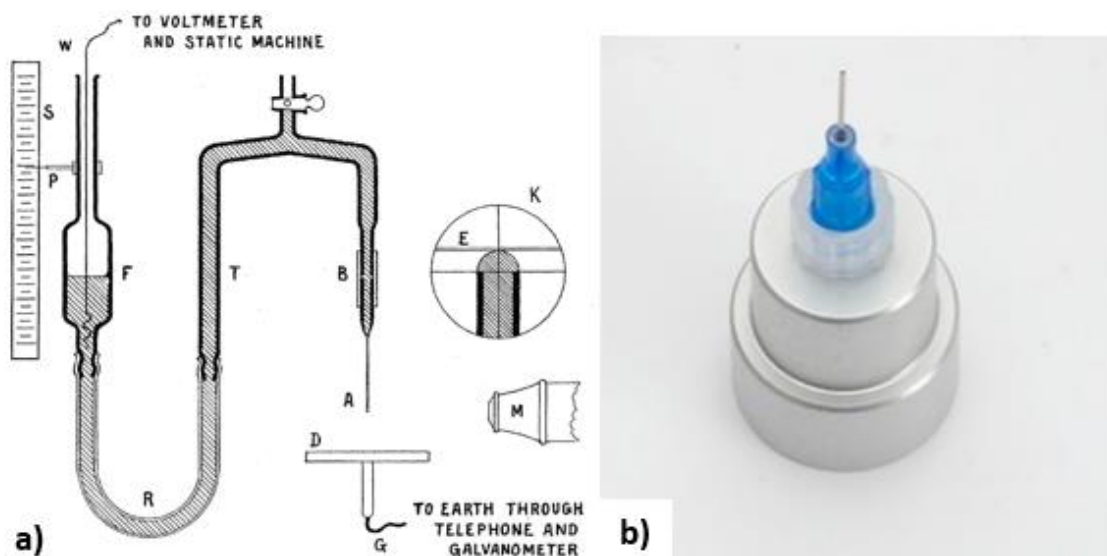 TO VOLTMETER
AND STATIC MACHINE
W
S
P
F
T
B
K
E
A
M
D
R
TO EARTH THROUGH
TELEPHONE AND
G GALVANOMETER
a)
b)